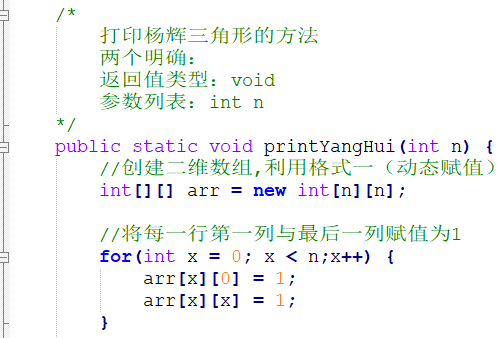 /*
打印杨辉三角形的方法
两个明确:
返回值类型: void
参数列表: int n
*/
public static void printYangHui(int n) {
//创建二维数组,利用格式一（动态赋值）
int[][] arr = new int[n][n];
//将每一行第一列与最后一列赋值为1
for(int x = 0; x < n;x++) {
arr[x][0] = 1;
arr[x][x] = 1;
}